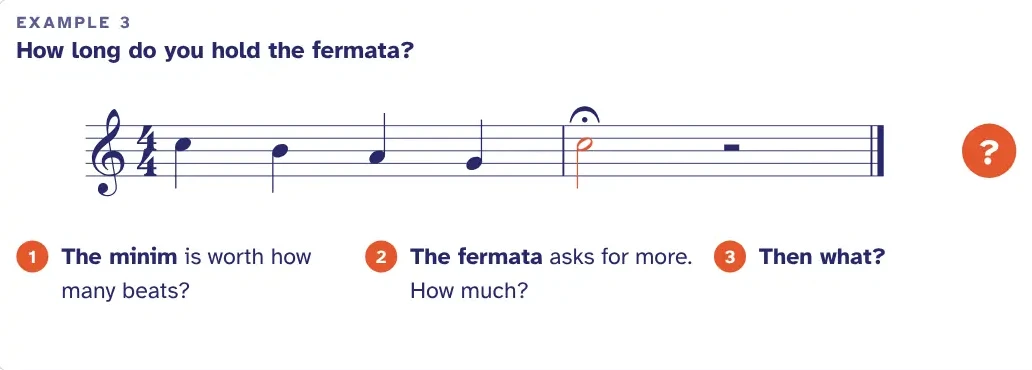 EXAMPLE 3
How long do you hold the fermata?
4
4
?
1 The minim is worth how
many beats?
2 The fermata asks for more.
How much?
3 Then what?